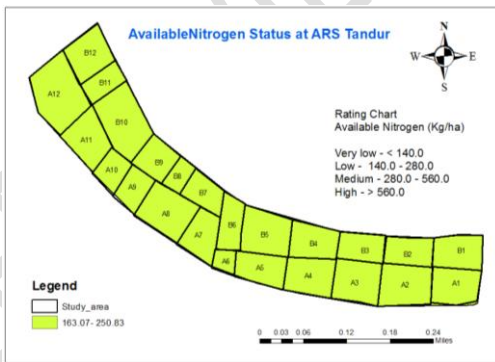 AvailableNitrogen Status at ARS Tandur
N
W E
S
Rating Chart
Available Nitrogen (Kg/ha)
Very low - < 140.0
Low - 140.0 - 280.0
Medium - 280.0 - 560.0
High - > 560.0
B12
B11
A12
B10
A11
B9
A10
B8
A9
B7
A8
B6
A7
B5
B4
B3
B2
B1
A6
A5
A4
A3
A2
A1
Legend
Study_area
163.07- 250.83
0 0.03 0.06 0.12 0.18 0.24
Miles